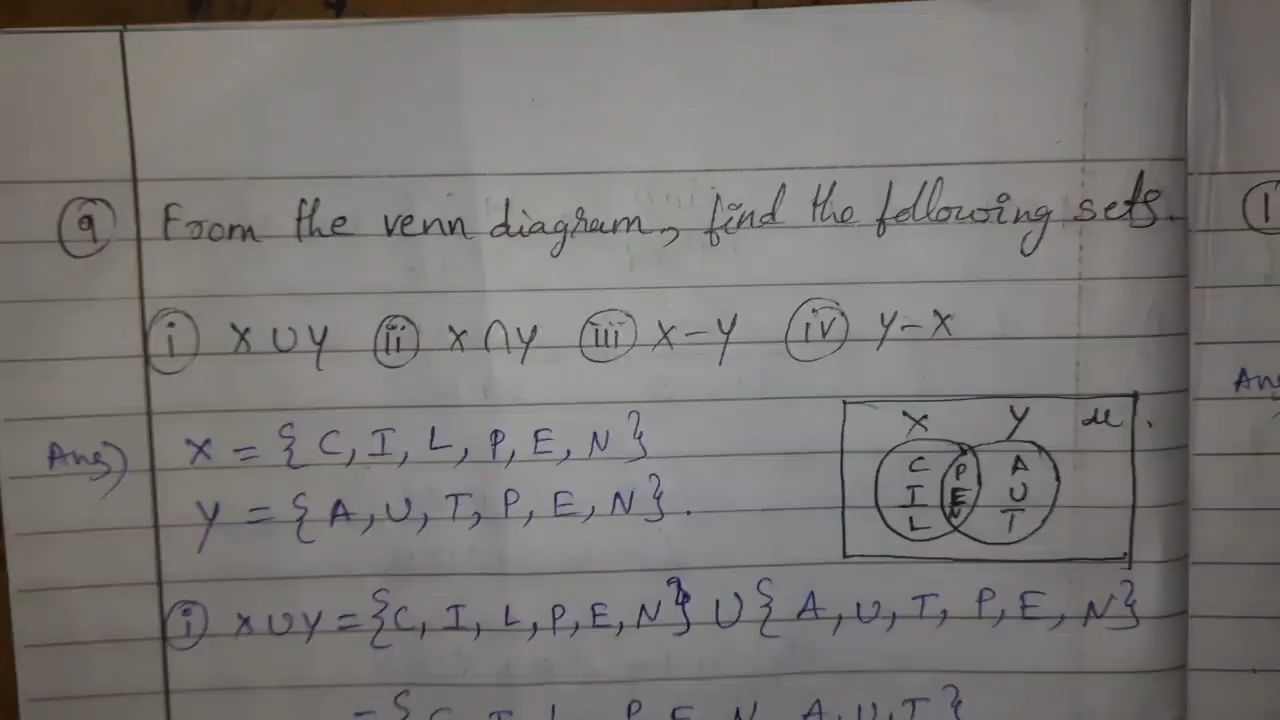 9 From the venn diagram, find the following sets.
i X ∪ Y ii X ∩ Y iii X - Y iv Y - X
Ans) X = { C, I, L, P, E, N }
Y = { A, U, T, P, E, N }.
X Y μ
C P A
I E U
L N T
i X ∪ Y = { C, I, L, P, E, N } ∪ { A, U, T, P, E, N }
= { C, I, L, P, E, N, A, U, T }